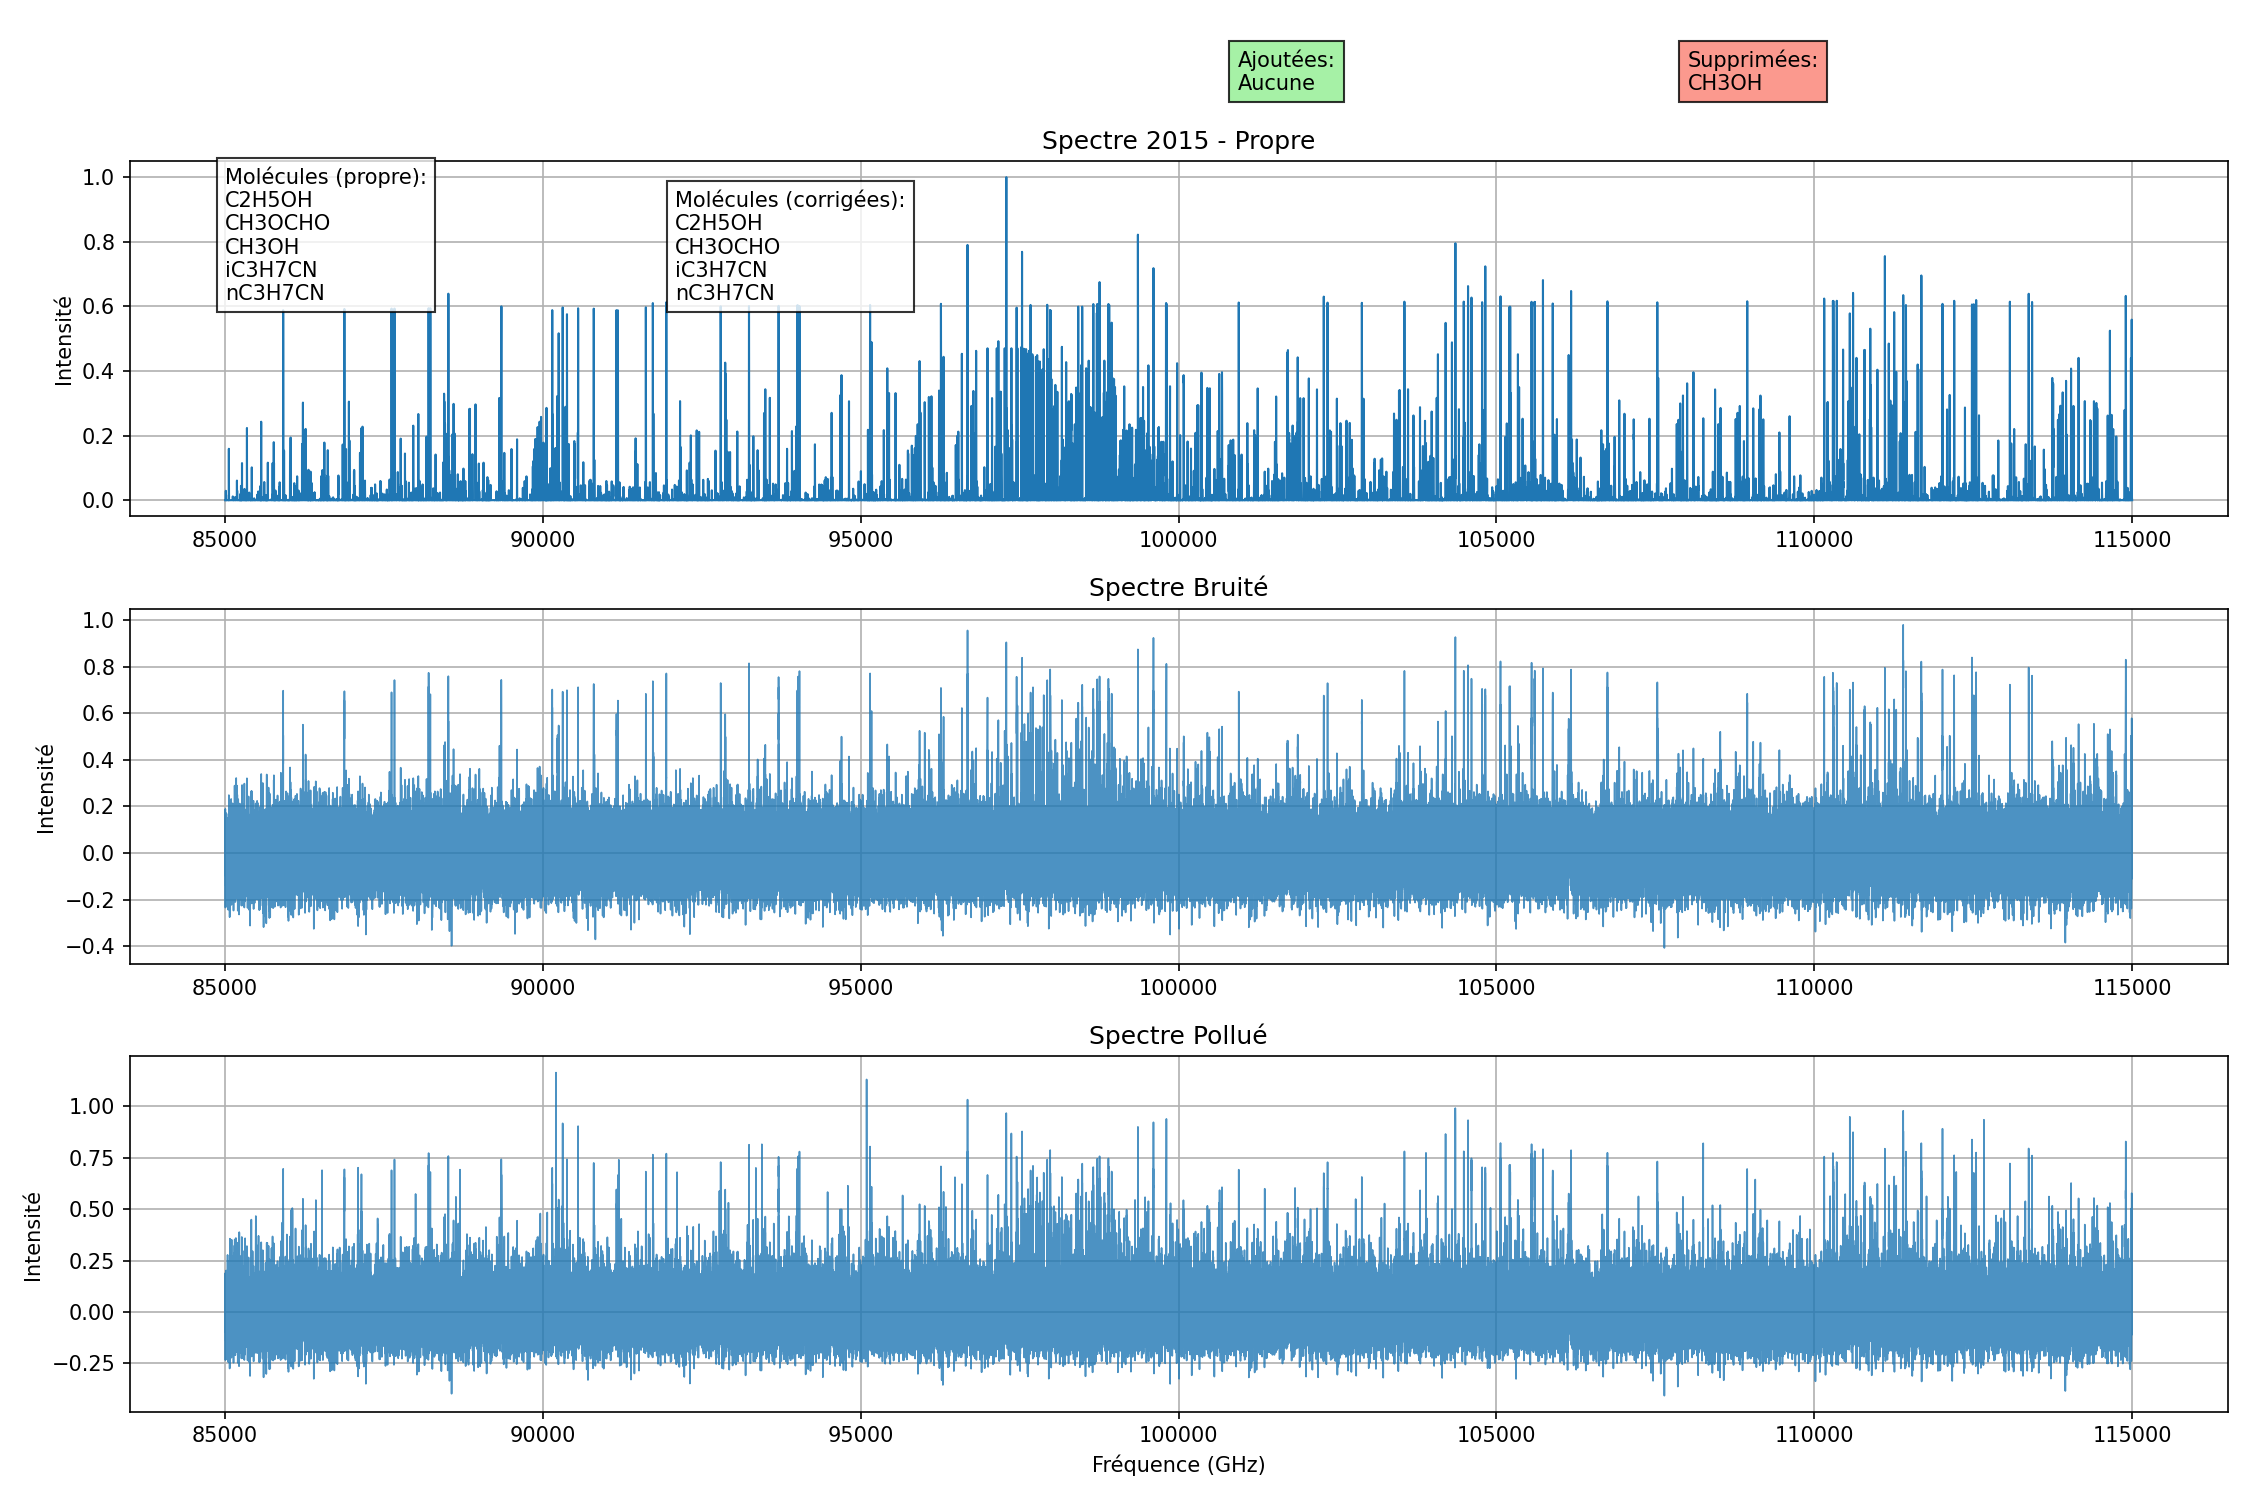 Ajoutées:
Aucune
Supprimées:
CH3OH
Spectre 2015 - Propre
Molécules (propre):
C2H5OH
CH3OCHO
CH3OH
iC3H7CN
nC3H7CN
Molécules (corrigées):
C2H5OH
CH3OCHO
iC3H7CN
nC3H7CN
Intensité
1.0
0.8
0.6
0.4
0.2
0.0
85000 90000 95000 100000 105000 110000 115000
Spectre Bruité
Intensité
1.0
0.8
0.6
0.4
0.2
0.0
−0.2
−0.4
85000 90000 95000 100000 105000 110000 115000
Spectre Pollué
Intensité
1.00
0.75
0.50
0.25
0.00
−0.25
85000 90000 95000 100000 105000 110000 115000
Fréquence (GHz)